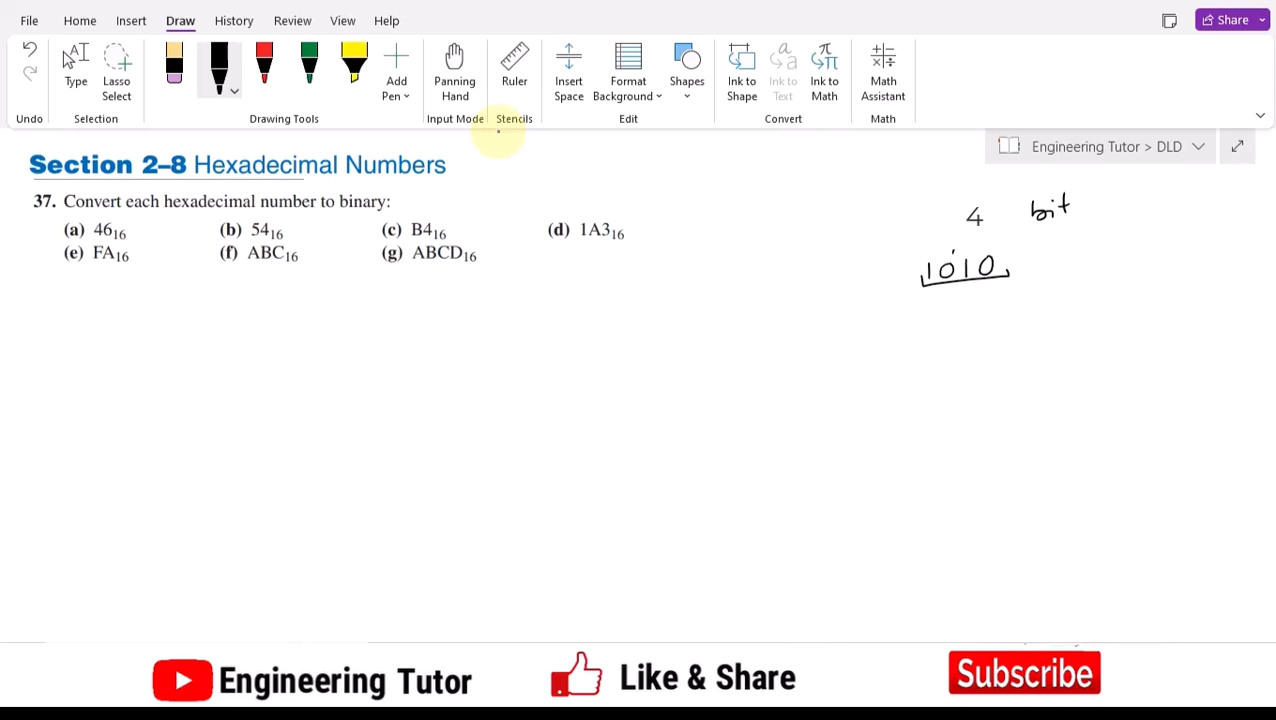 File Home Insert Draw History Review View Help Share
Type Lasso Select Add Pen Panning Hand Ruler Insert Space Format Background Shapes Ink to Shape Ink to Text Ink to Math Math Assistant
Undo Selection Drawing Tools Input Mode Stencils Edit Convert Math
Section 2–8 Hexadecimal Numbers
Engineering Tutor > DLD
37. Convert each hexadecimal number to binary:
(a) 46₁₆ (b) 54₁₆ (c) B4₁₆ (d) 1A3₁₆
(e) FA₁₆ (f) ABC₁₆ (g) ABCD₁₆
4 bit
1010
Engineering Tutor Like & Share Subscribe